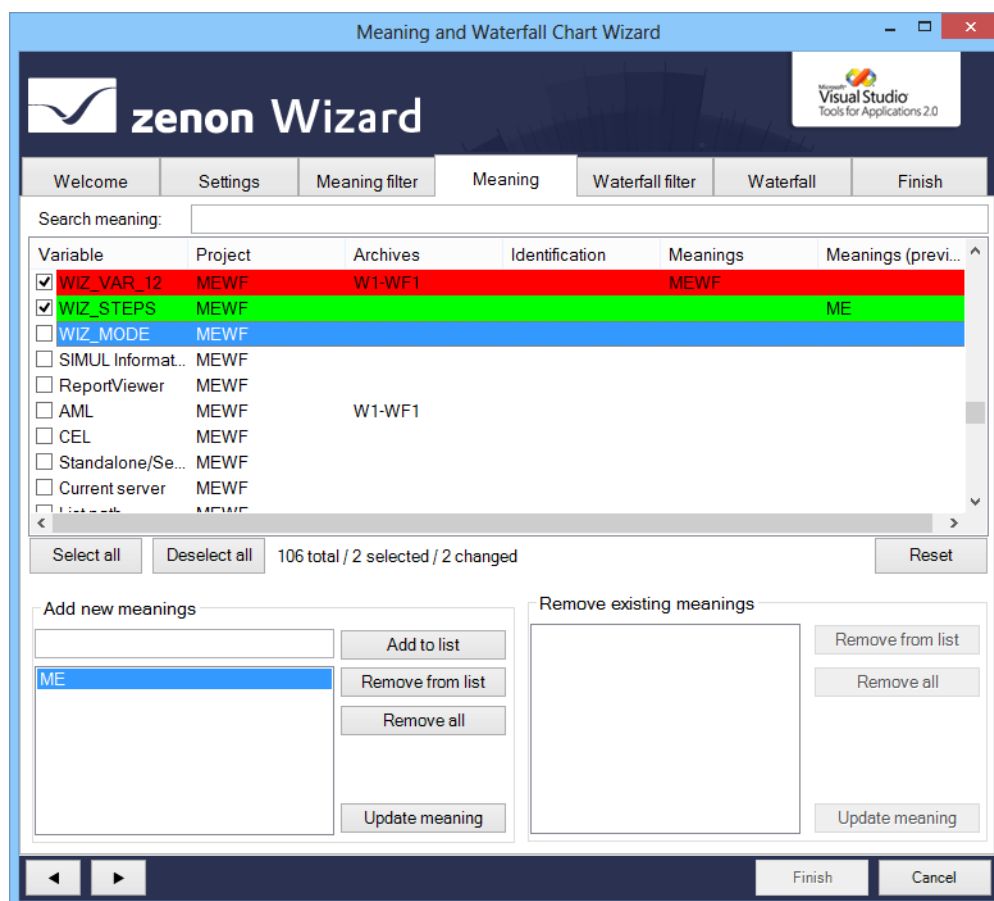 Meaning and Waterfall Chart Wizard
zenon Wizard
Microsoft
Visual Studio
Tools for Applications 2.0
Welcome Settings Meaning filter Meaning Waterfall filter Waterfall Finish
Search meaning:
Variable Project Archives Identification Meanings Meanings (previ...
WIZ_VAR_12 MEWF W1-WF1 MEWF
WIZ_STEPS MEWF ME
WIZ_MODE MEWF
SIMUL Informat... MEWF
ReportViewer MEWF
AML MEWF W1-WF1
CEL MEWF
Standalone/Se... MEWF
Current server MEWF
List path MEWF
Select all Deselect all 106 total / 2 selected / 2 changed Reset
Add new meanings Remove existing meanings
Add to list Remove from list
ME Remove from list Remove all
Remove all
Update meaning Update meaning
Finish Cancel